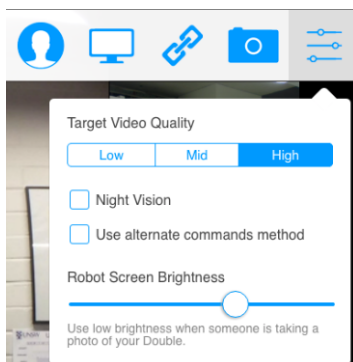 Target Video Quality
Low Mid High
Night Vision
Use alternate commands method
Robot Screen Brightness
Use low brightness when someone is taking a
photo of your Double.